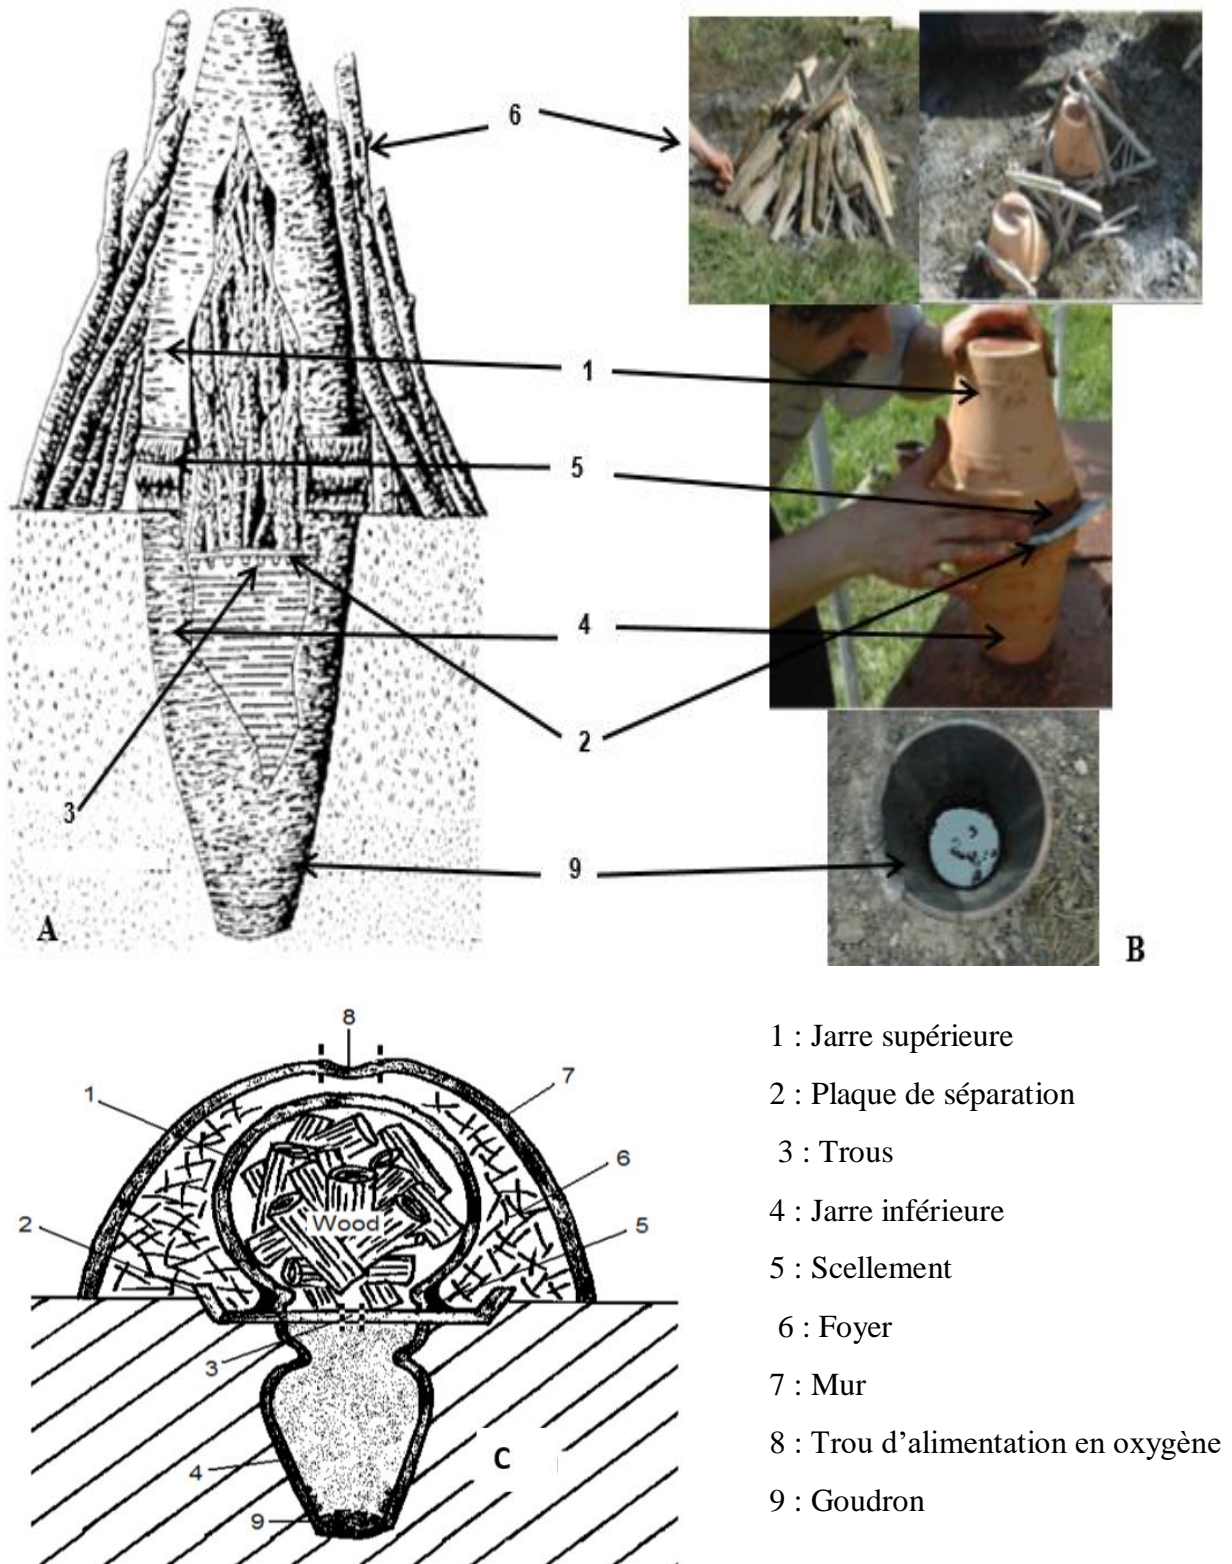 6
1
5
4
2
3
9
A
B
8
1
7
6
2
5
Wood
3
4
C
9
1 : Jarre supérieure
2 : Plaque de séparation
3 : Trous
4 : Jarre inférieure
5 : Scellement
6 : Foyer
7 : Mur
8 : Trou d’alimentation en oxygène
9 : Goudron